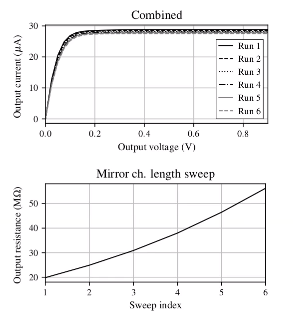 Combined
Output current (μA)
30
20
10
0
Run 1
Run 2
Run 3
Run 4
Run 5
Run 6
0.0 0.2 0.4 0.6 0.8
Output voltage (V)
Mirror ch. length sweep
Output resistance (MΩ)
50
40
30
20
1 2 3 4 5 6
Sweep index